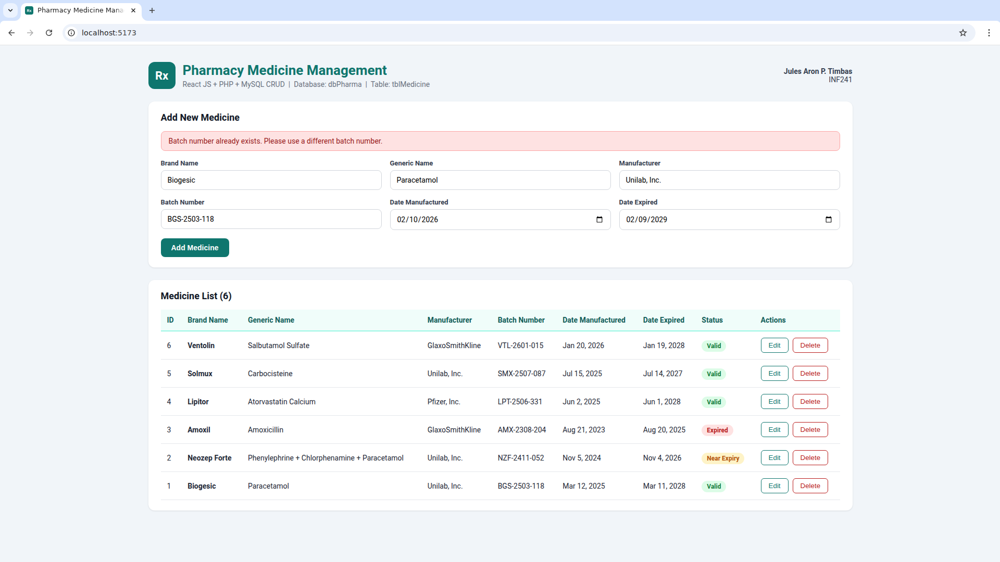 Rx Pharmacy Medicine Mana
localhost:5173
Rx
Pharmacy Medicine Management
React JS + PHP + MySQL CRUD | Database: dbPharma | Table: tblMedicine
Jules Aron P. Timbas
INF241
Add New Medicine
Batch number already exists. Please use a different batch number.
Brand Name Generic Name Manufacturer
Biogesic Paracetamol Unilab, Inc.
Batch Number Date Manufactured Date Expired
BGS-2503-118 02/10/2026 02/09/2029
Add Medicine
Medicine List (6)
ID Brand Name Generic Name Manufacturer Batch Number Date Manufactured Date Expired Status Actions
6 Ventolin Salbutamol Sulfate GlaxoSmithKline VTL-2601-015 Jan 20, 2026 Jan 19, 2028 Valid Edit Delete
5 Solmux Carbocisteine Unilab, Inc. SMX-2507-087 Jul 15, 2025 Jul 14, 2027 Valid Edit Delete
4 Lipitor Atorvastatin Calcium Pfizer, Inc. LPT-2506-331 Jun 2, 2025 Jun 1, 2028 Valid Edit Delete
3 Amoxil Amoxicillin GlaxoSmithKline AMX-2308-204 Aug 21, 2023 Aug 20, 2025 Expired Edit Delete
2 Neozep Forte Phenylephrine + Chlorphenamine + Paracetamol Unilab, Inc. NZF-2411-052 Nov 5, 2024 Nov 4, 2026 Near Expiry Edit Delete
1 Biogesic Paracetamol Unilab, Inc. BGS-2503-118 Mar 12, 2025 Mar 11, 2028 Valid Edit Delete